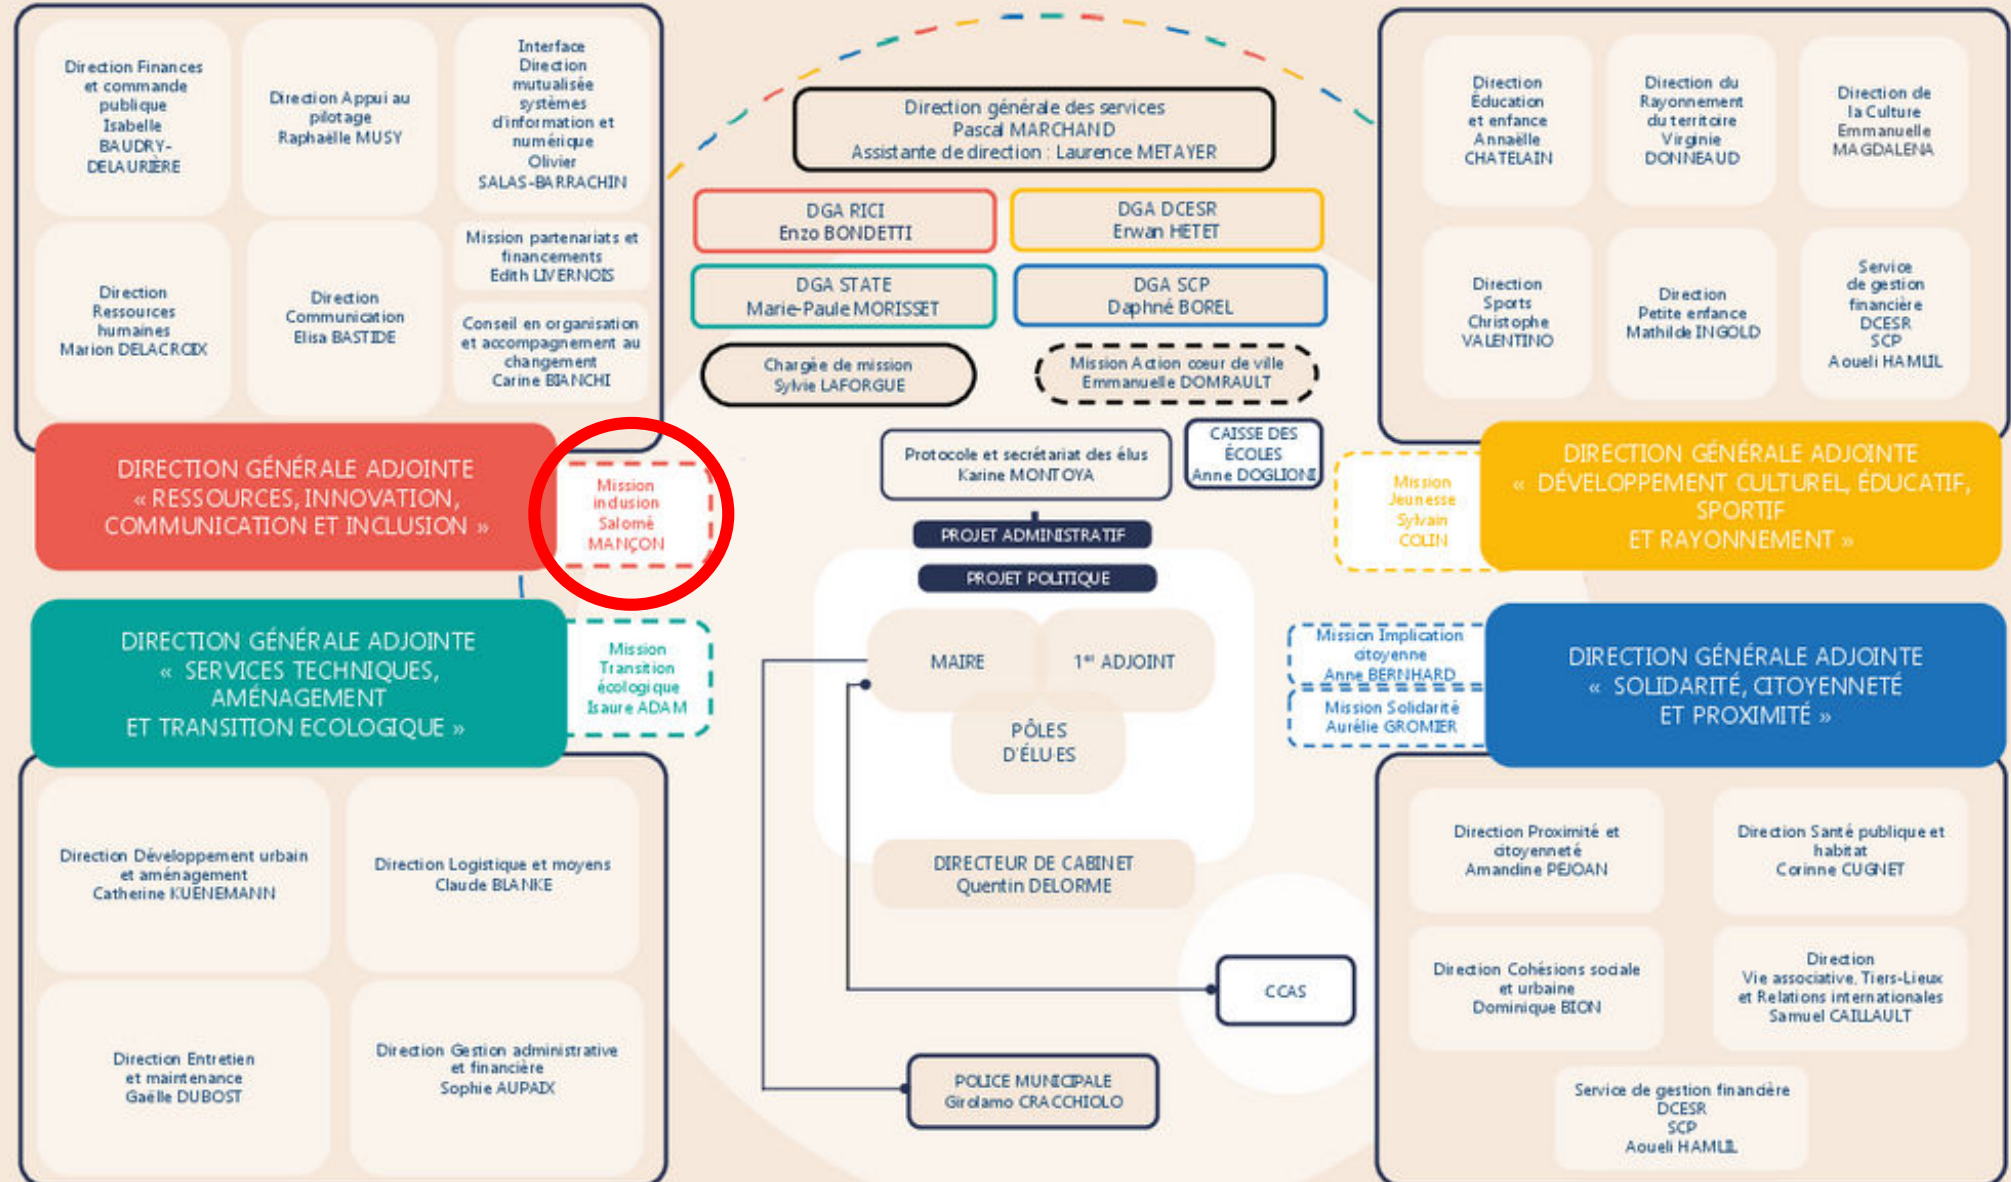 Direction Finances
et commande
publique
Isabelle
BAUDRY-
DELAURIÈRE
Direction Appui au
pilotage
Raphaëlle MUSY
Interface
Direction
mutualisée
systèmes
d'information et
numérique
Olivier
SALAS-BARRACHIN
Direction
Ressources
humaines
Marion DELACROIX
Direction
Communication
Elisa BASTIDE
Mission partenariats et
financements
Edith LIVERNOIS
Conseil en organisation
et accompagnement au
changement
Carine BIANCHI
DIRECTION GÉNÉRALE ADJOINTE
« RESSOURCES, INNOVATION,
COMMUNICATION ET INCLUSION »
Mission
inclusion
Salomé
MANÇON
Direction générale des services
Pascal MARCHAND
Assistante de direction : Laurence METAYER
DGA RICI
Enzo BONDETTI
DGA DCESR
Erwan HETET
DGA STATE
Marie-Paule MORISSET
DGA SCP
Daphné BOREL
Chargée de mission
Sylvie LAFORGUE
Mission Action cœur de ville
Emmanuelle DOMRAULT
Protocole et secrétariat des élus
Karine MONTOYA
CAISSE DES
ÉCOLES
Anne DOGLIONI
PROJET ADMINISTRATIF
PROJET POLITIQUE
MAIRE
1er ADJOINT
PÔLES
D'ÉLU·ES
DIRECTEUR DE CABINET
Quentin DELORME
CCAS
POLICE MUNICIPALE
Girolamo CRACCHIOLO
Direction
Éducation
et enfance
Annaëlle
CHATELAIN
Direction du
Rayonnement
du territoire
Virginie
DONNEAUD
Direction de
la Culture
Emmanuelle
MAGDALENA
Direction
Sports
Christophe
VALENTINO
Direction
Petite enfance
Mathilde INGOLD
Service
de gestion
financière
DCESR
SCP
Aoueli HAMLIL
Mission
Jeunesse
Sylvain
COLIN
DIRECTION GÉNÉRALE ADJOINTE
« DÉVELOPPEMENT CULTUREL, ÉDUCATIF,
SPORTIF
ET RAYONNEMENT »
DIRECTION GÉNÉRALE ADJOINTE
« SERVICES TECHNIQUES,
AMÉNAGEMENT
ET TRANSITION ECOLOGIQUE »
Mission
Transition
écologique
Isaure ADAM
Direction Développement urbain
et aménagement
Catherine KUENEMANN
Direction Logistique et moyens
Claude BLANKE
Direction Entretien
et maintenance
Gaëlle DUBOST
Direction Gestion administrative
et financière
Sophie AUPAIX
Mission Implication
citoyenne
Anne BERNHARD
Mission Solidarité
Aurélie GROMIER
DIRECTION GÉNÉRALE ADJOINTE
« SOLIDARITÉ, CITOYENNETÉ
ET PROXIMITÉ »
Direction Proximité et
citoyenneté
Amandine PEJOAN
Direction Santé publique et
habitat
Corinne CUGNET
Direction Cohésions sociale
et urbaine
Dominique BION
Direction
Vie associative, Tiers-Lieux
et Relations internationales
Samuel CAILLAULT
Service de gestion financière
DCESR
SCP
Aoueli HAMLIL